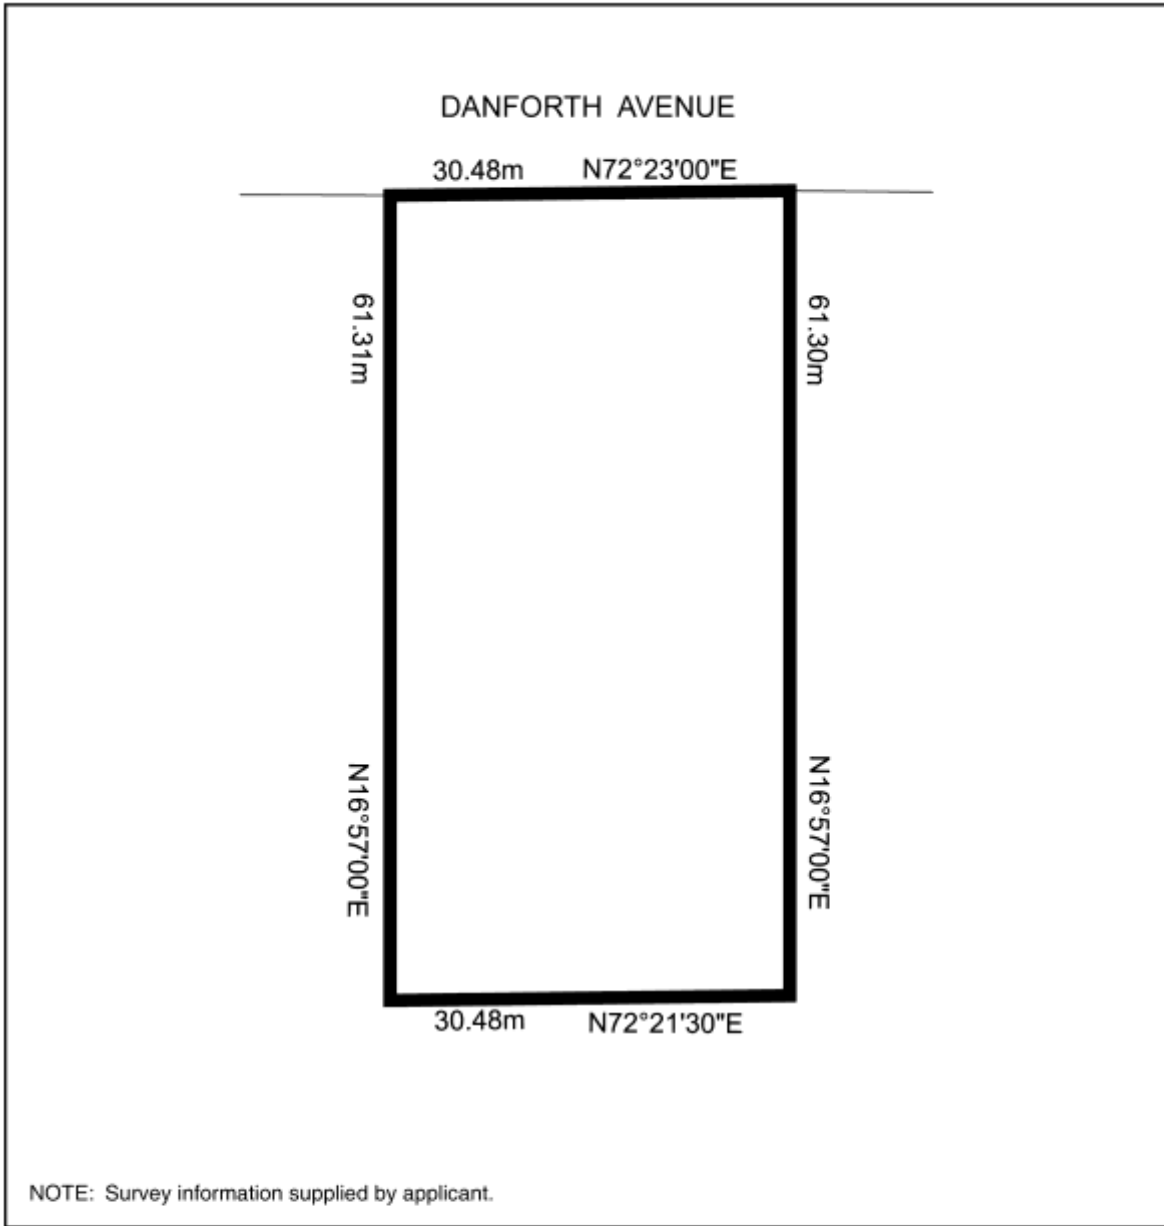 DANFORTH AVENUE
30.48m N72°23'00"E
61.31m
61.30m
N16°57'00"E
N16°57'00"E
30.48m N72°21'30"E
NOTE: Survey information supplied by applicant.